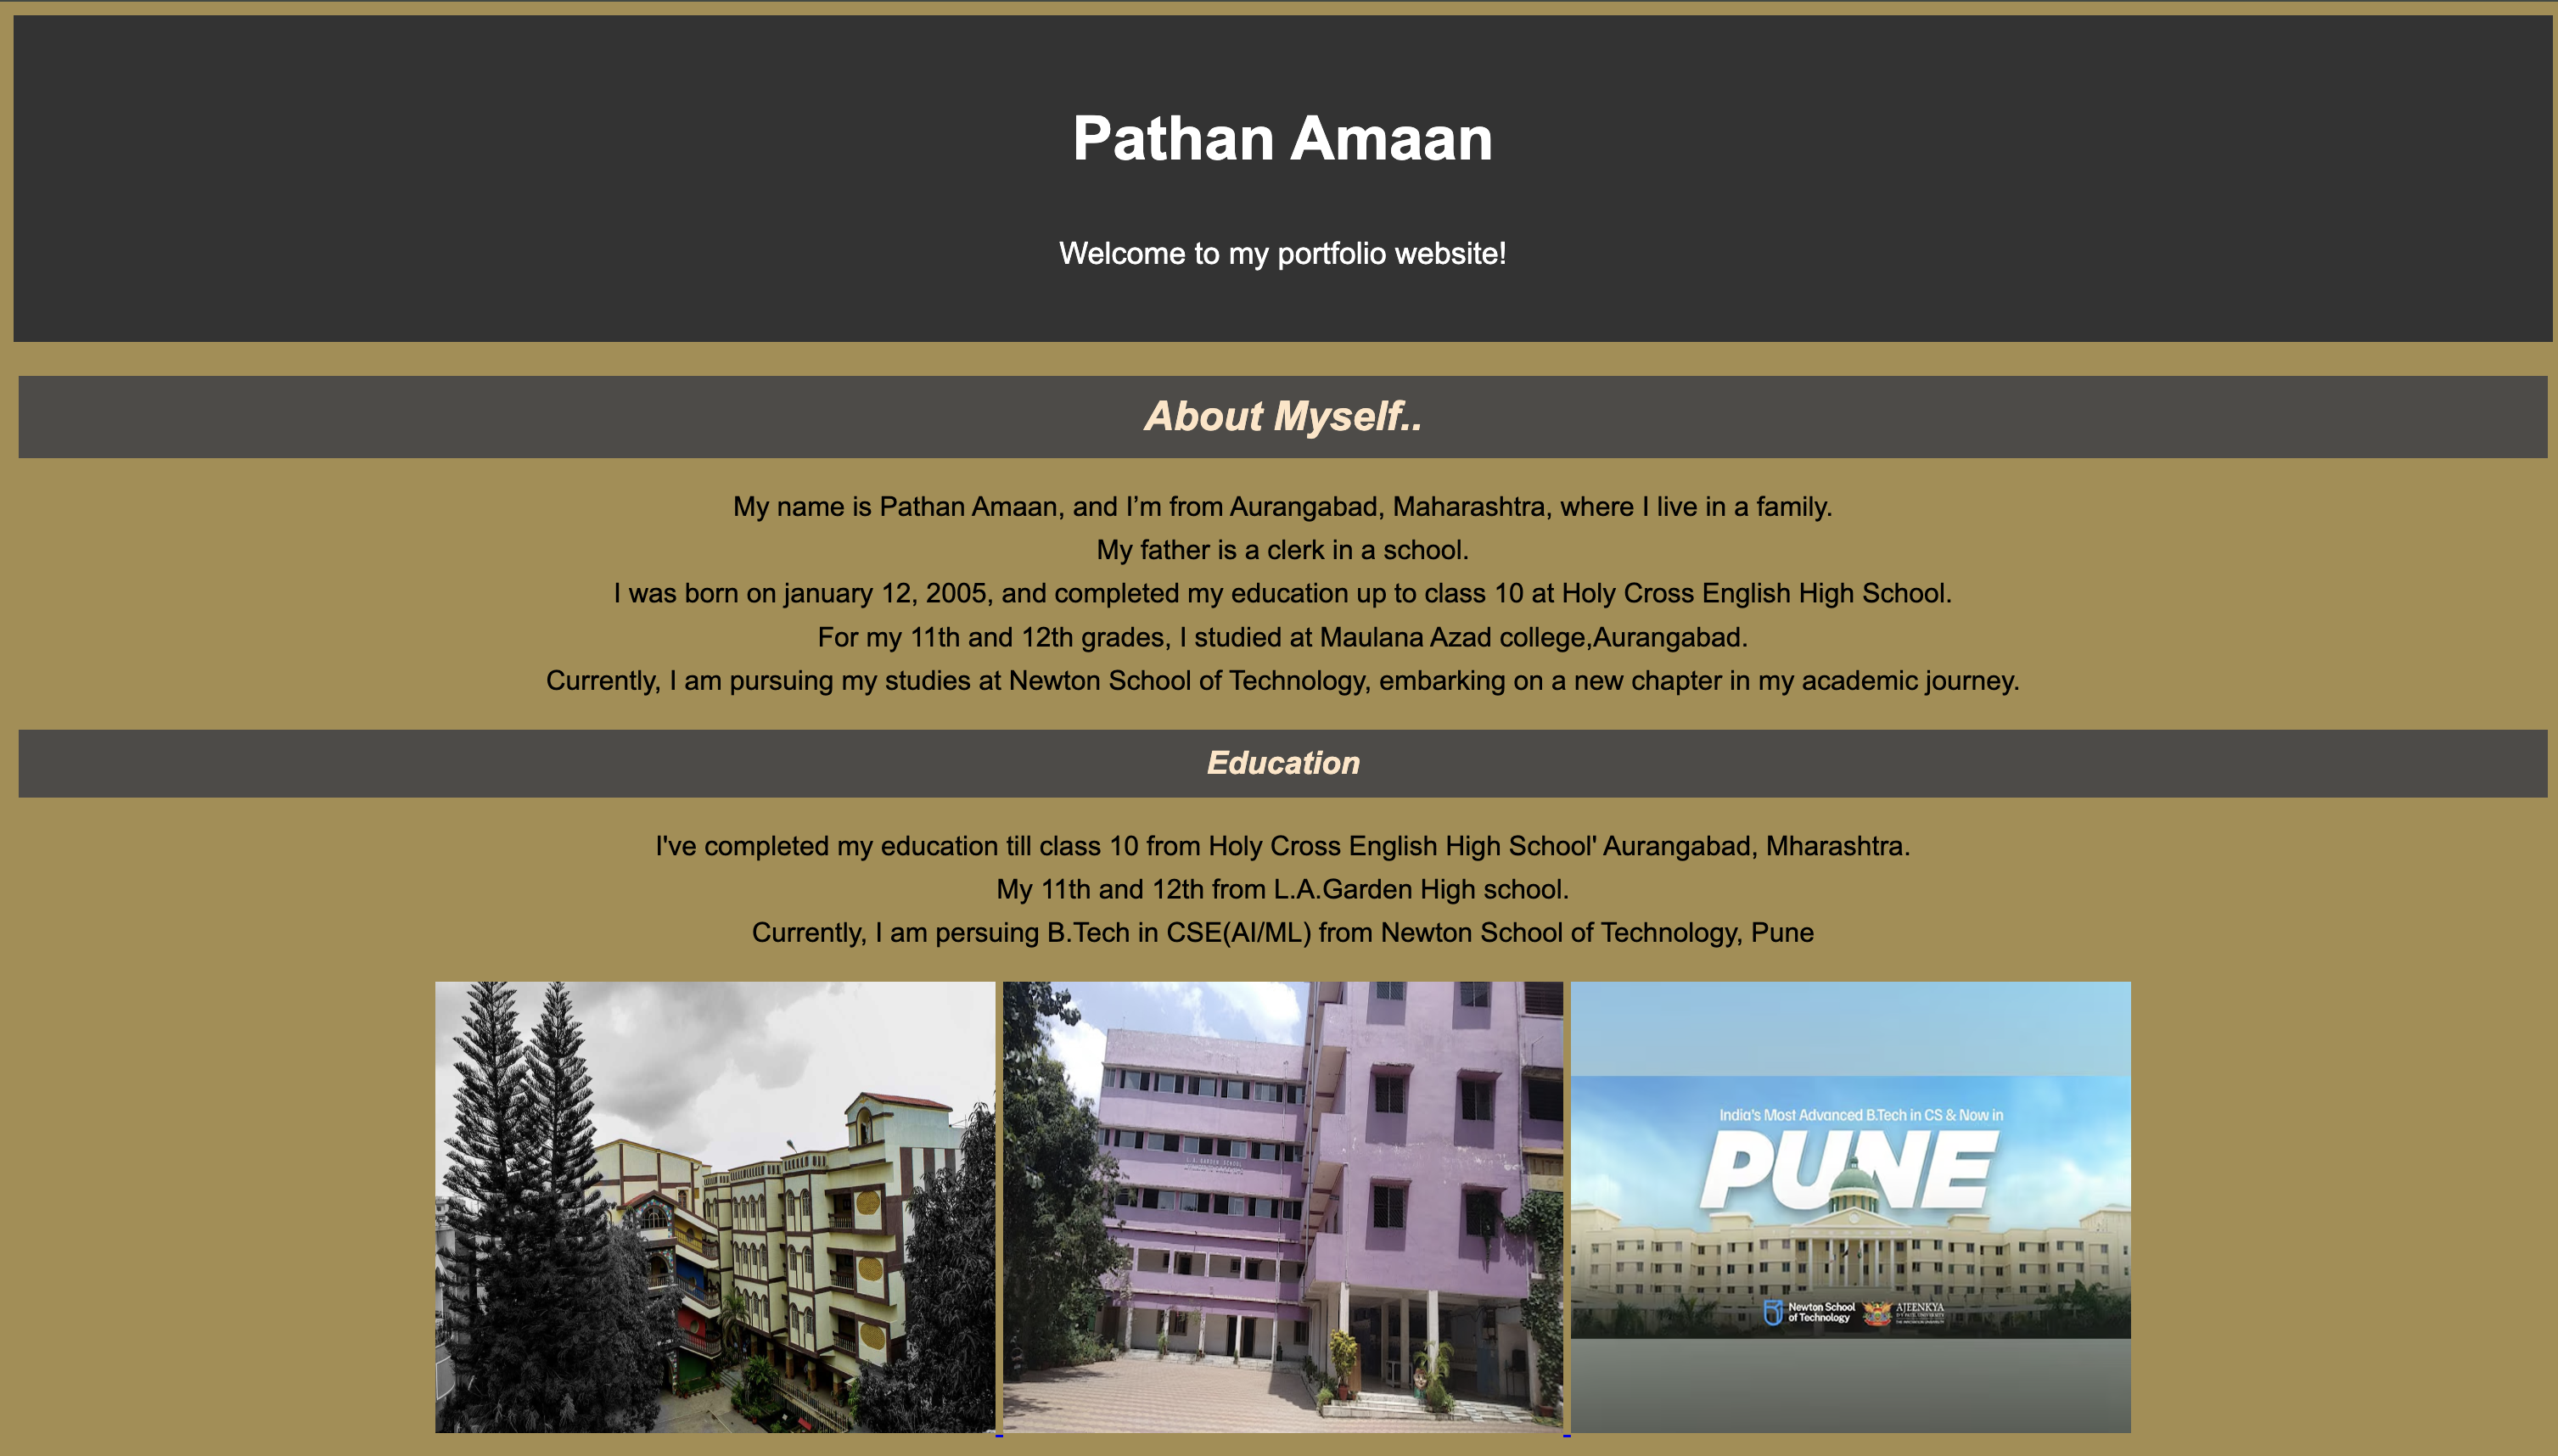 Pathan Amaan
Welcome to my portfolio website!
About Myself..
My name is Pathan Amaan, and I’m from Aurangabad, Maharashtra, where I live in a family.
My father is a clerk in a school.
I was born on january 12, 2005, and completed my education up to class 10 at Holy Cross English High School.
For my 11th and 12th grades, I studied at Maulana Azad college,Aurangabad.
Currently, I am pursuing my studies at Newton School of Technology, embarking on a new chapter in my academic journey.
Education
I've completed my education till class 10 from Holy Cross English High School' Aurangabad, Mharashtra.
My 11th and 12th from L.A.Garden High school.
Currently, I am persuing B.Tech in CSE(AI/ML) from Newton School of Technology, Pune
India's Most Advanced B.Tech in CS & Now in
PUNE
Newton School
of Technology
AJEENKYA